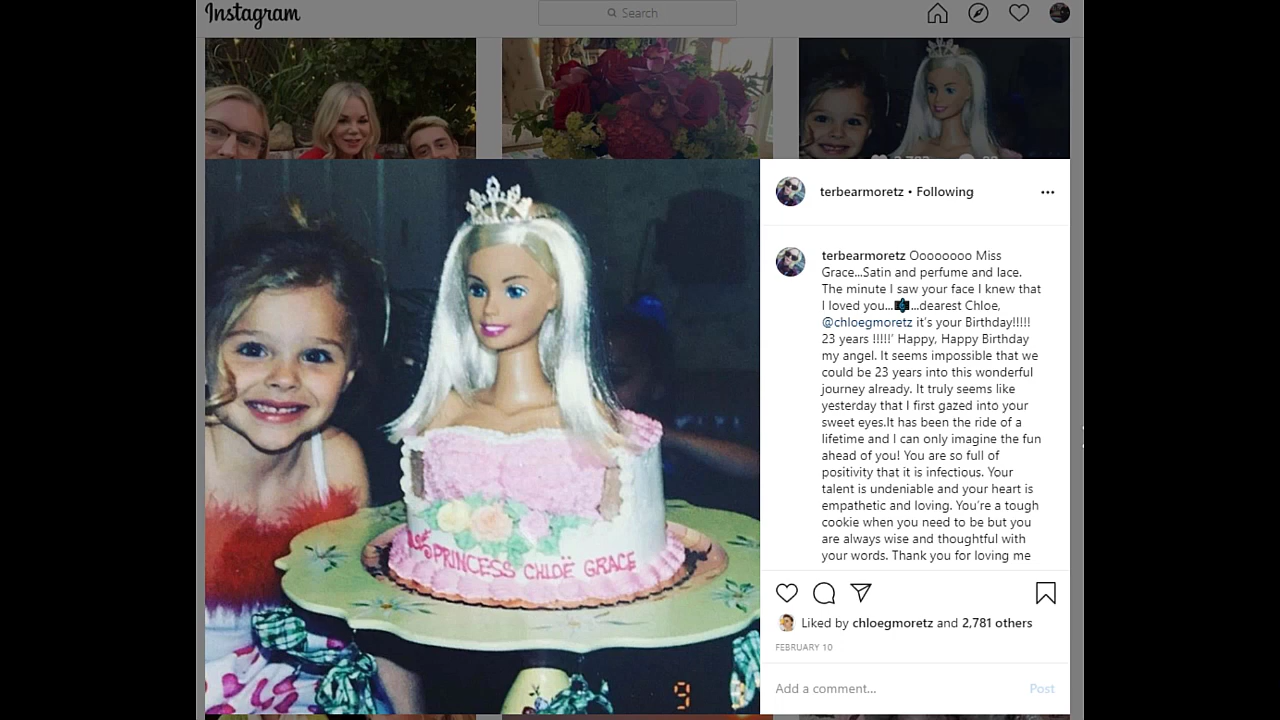 Instagram
Search
terbearmoretz • Following
terbearmoretz Ooooooo Miss
Grace...Satin and perfume and lace.
The minute I saw your face I knew that
I loved you......dearest Chloe,
@chloegmoretz it's your Birthday!!!!!
23 years !!!!!' Happy, Happy Birthday
my angel. It seems impossible that we
could be 23 years into this wonderful
journey already. It truly seems like
yesterday that I first gazed into your
sweet eyes.It has been the ride of a
lifetime and I can only imagine the fun
ahead of you! You are so full of
positivity that it is infectious. Your
talent is undeniable and your heart is
empathetic and loving. You're a tough
cookie when you need to be but you
are always wise and thoughtful with
your words. Thank you for loving me
PRINCESS CHLOË GRACE
9
Liked by chloegmoretz and 2,781 others
FEBRUARY 10
Add a comment...
Post